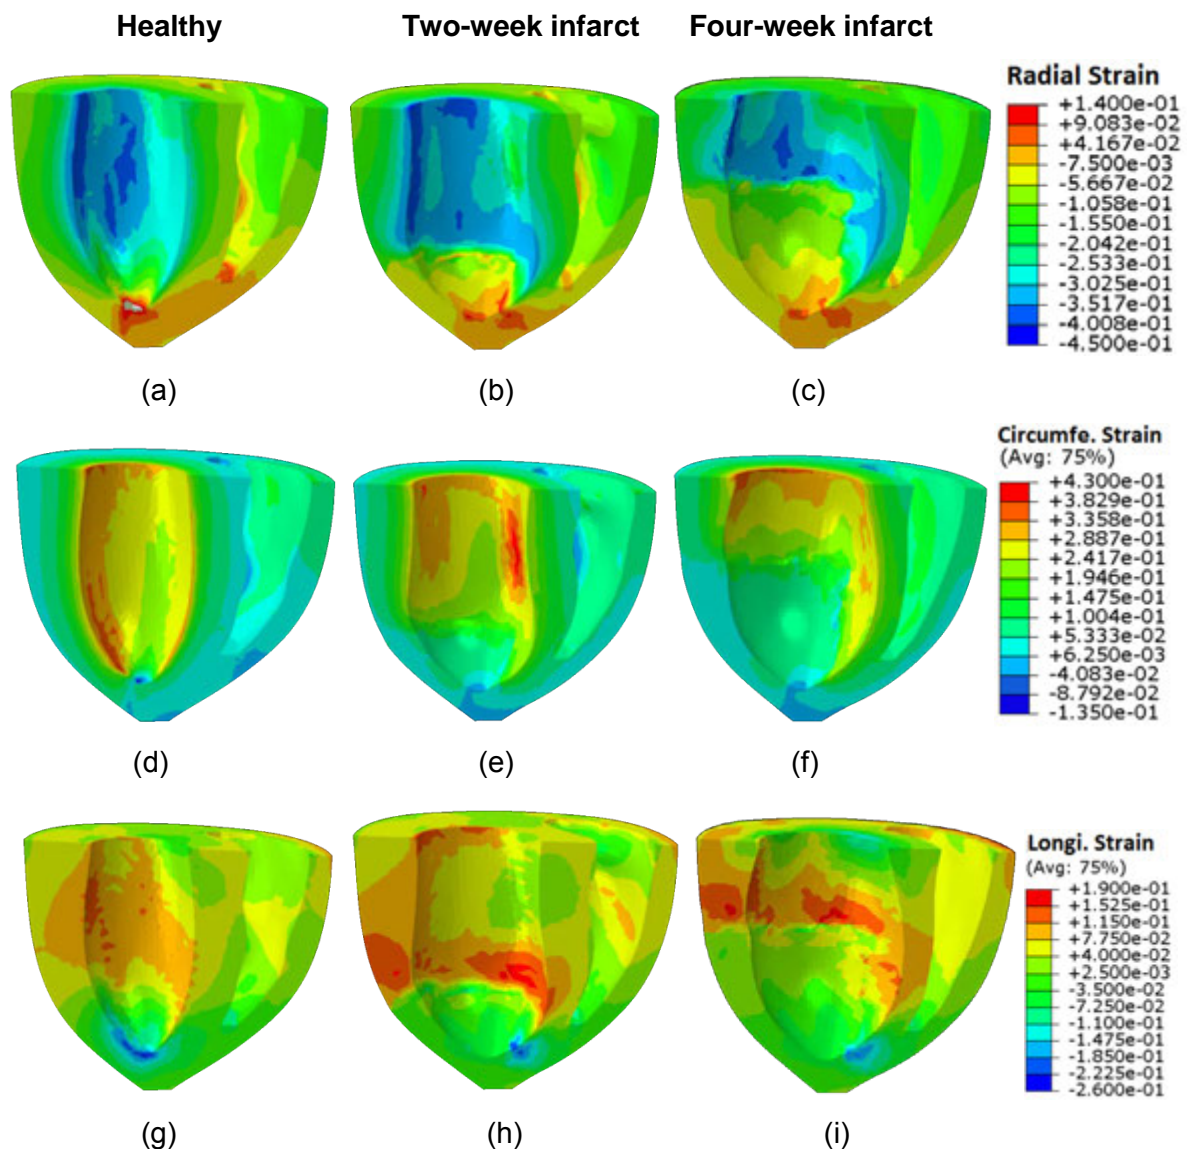 Healthy Two-week infarct Four-week infarct
Radial Strain
+1.400e-01
+9.083e-02
+4.167e-02
-7.500e-03
-5.667e-02
-1.058e-01
-1.550e-01
-2.042e-01
-2.533e-01
-3.025e-01
-3.517e-01
-4.008e-01
-4.500e-01
(a) (b) (c)
Circumfe. Strain
(Avg: 75%)
+4.300e-01
+3.829e-01
+3.358e-01
+2.887e-01
+2.417e-01
+1.946e-01
+1.475e-01
+1.004e-01
+5.333e-02
+6.250e-03
-4.083e-02
-8.792e-02
-1.350e-01
(d) (e) (f)
Longi. Strain
(Avg: 75%)
+1.900e-01
+1.525e-01
+1.150e-01
+7.750e-02
+4.000e-02
+2.500e-03
-3.500e-02
-7.250e-02
-1.100e-01
-1.475e-01
-1.850e-01
-2.225e-01
-2.600e-01
(g) (h) (i)